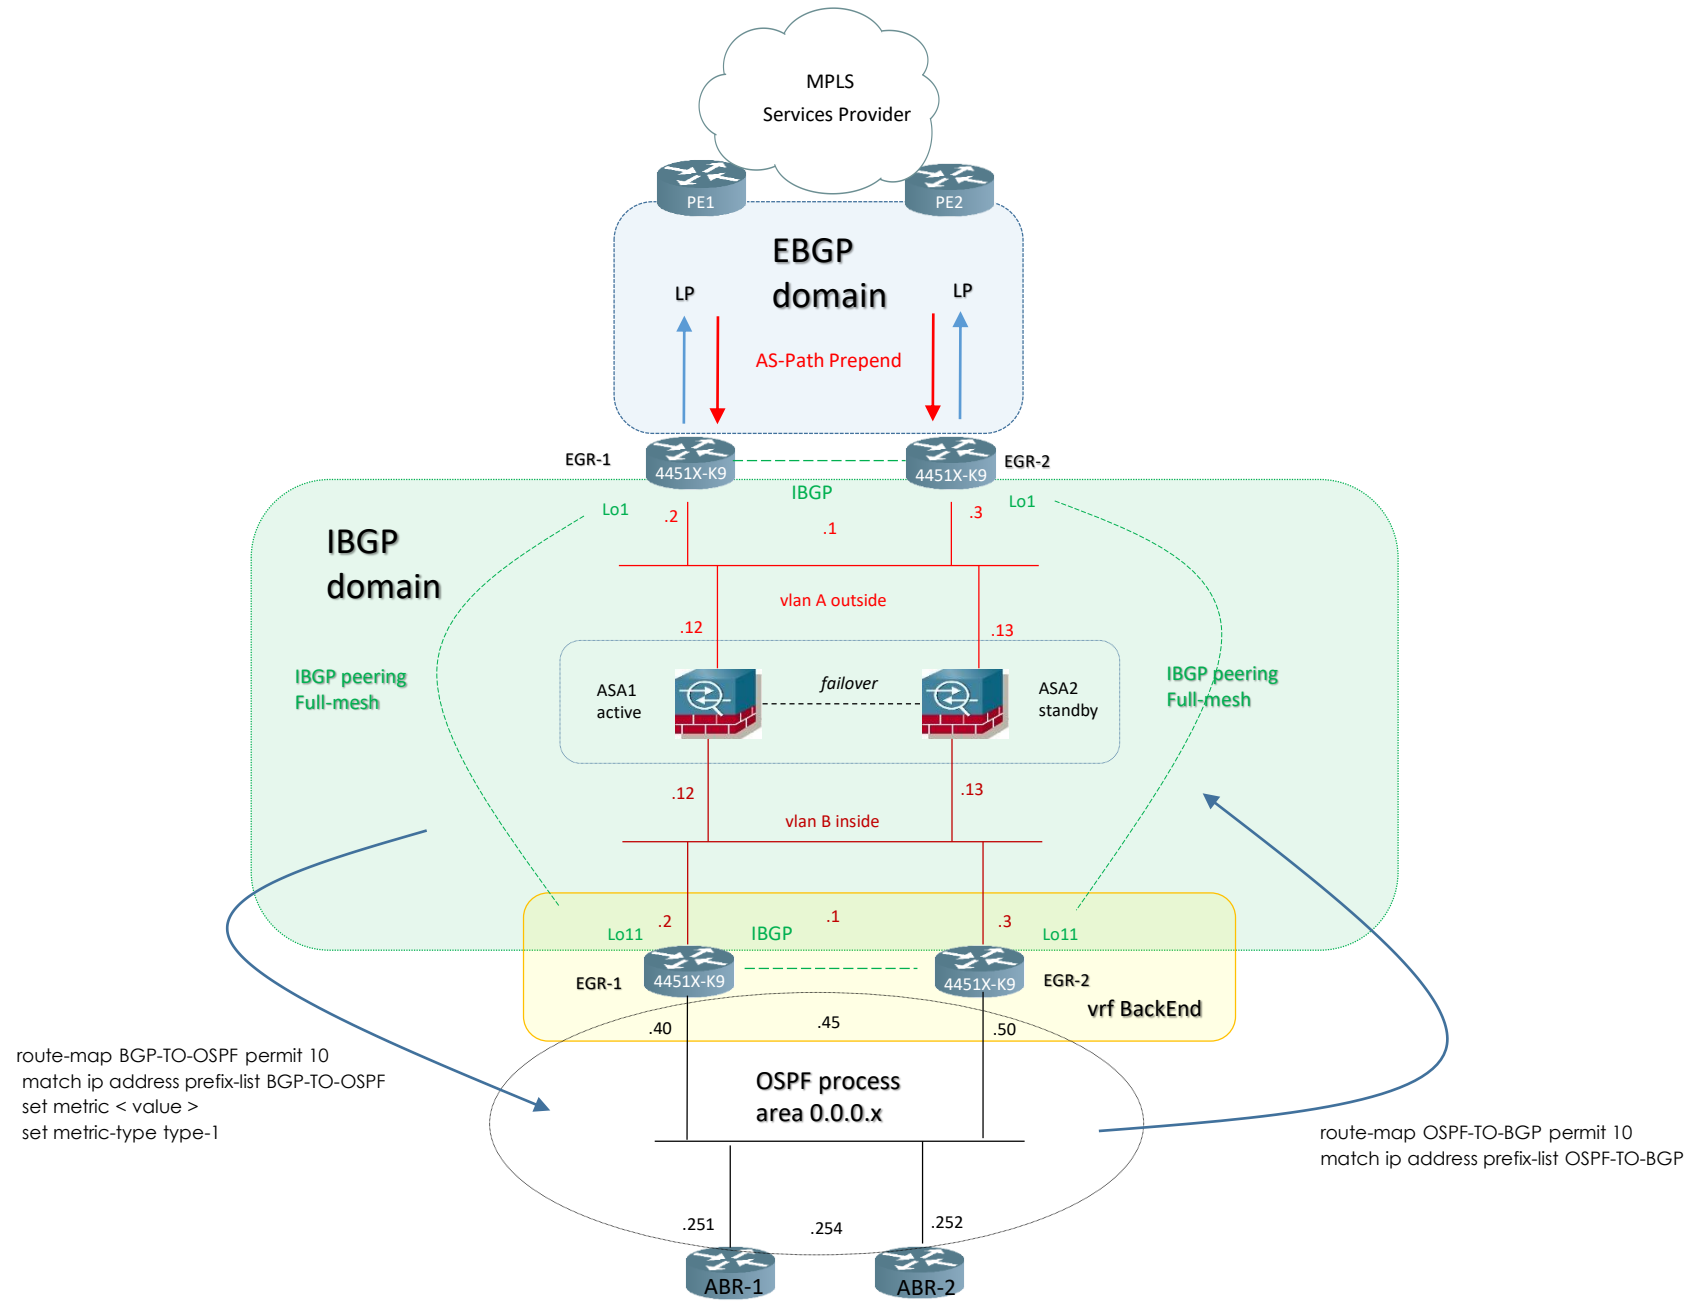 MPLS
Services Provider
PE1
PE2
EBGP
domain
LP
LP
AS-Path Prepend
EGR-1
4451X-K9
4451X-K9
EGR-2
IBGP
Lo1
Lo1
.2
.1
.3
IBGP
domain
vlan A outside
.12
.13
IBGP peering
Full-mesh
ASA1
active
failover
ASA2
standby
IBGP peering
Full-mesh
.12
.13
vlan B inside
.2
.1
.3
Lo11
IBGP
Lo11
EGR-1
4451X-K9
4451X-K9
EGR-2
vrf BackEnd
.40
.45
.50
route-map BGP-TO-OSPF permit 10
match ip address prefix-list BGP-TO-OSPF
set metric < value >
set metric-type type-1
OSPF process
area 0.0.0.x
route-map OSPF-TO-BGP permit 10
match ip address prefix-list OSPF-TO-BGP
.251
.254
.252
ABR-1
ABR-2